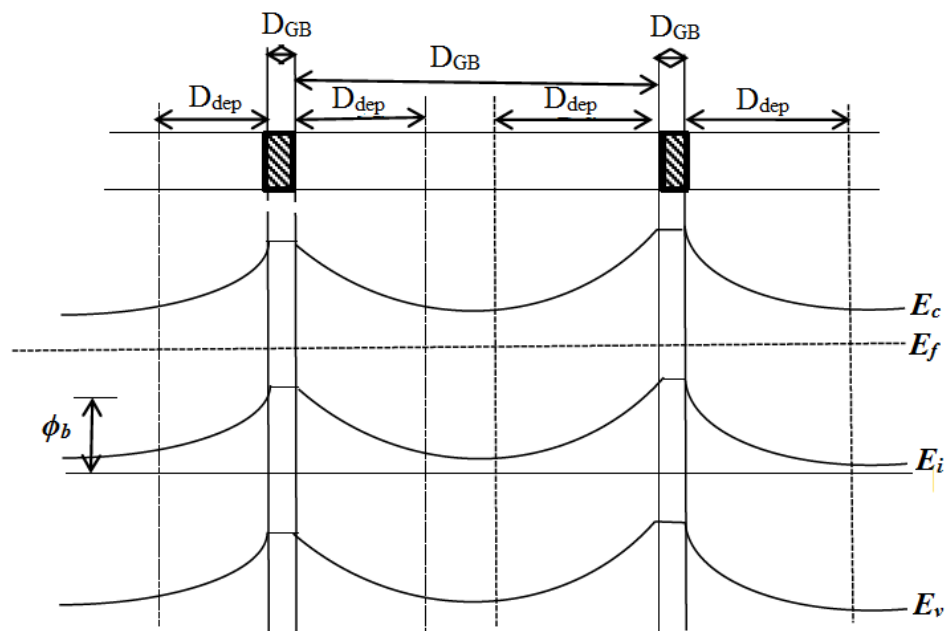 D_GB D_GB
D_GB
D_dep D_dep D_dep D_dep
E_c
E_f
ϕ_b
E_i
E_v